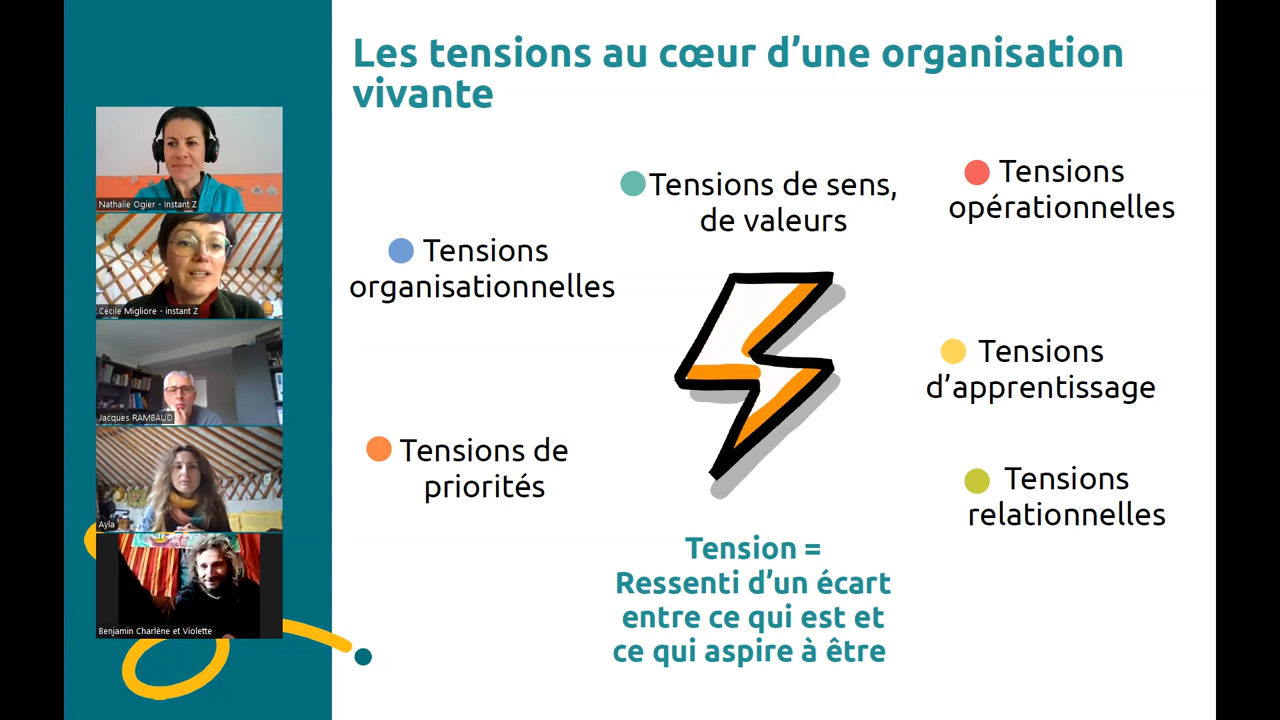 Les tensions au cœur d'une organisation
vivante
Nathalie Ogier - Instant Z
Cécile Migliore - instant Z
Jacques RAMBAUD
Ayla
Benjamin Charlène et Violette
Tensions de sens,
de valeurs
Tensions
opérationnelles
Tensions
organisationnelles
Tensions
d'apprentissage
Tensions de
priorités
Tensions
relationnelles
Tension =
Ressenti d'un écart
entre ce qui est et
ce qui aspire à être